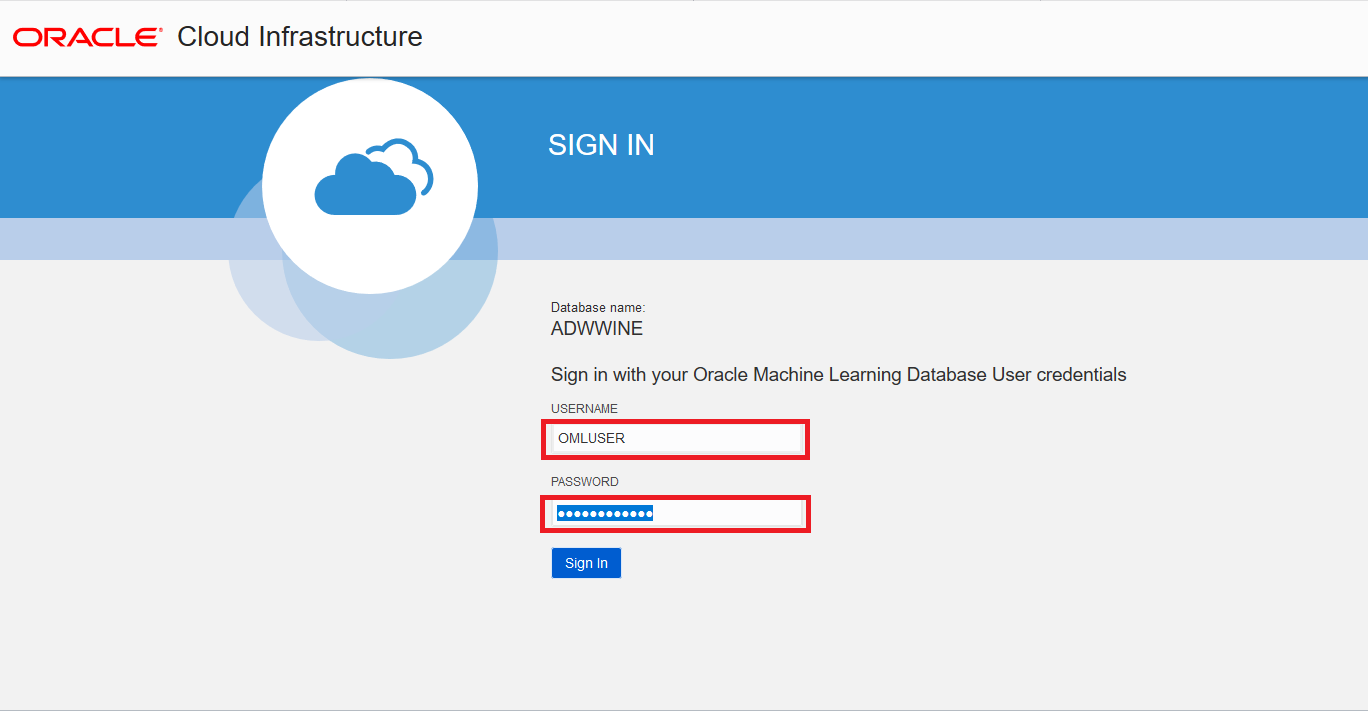 ORACLE® Cloud Infrastructure
SIGN IN
Database name:
ADWWINE
Sign in with your Oracle Machine Learning Database User credentials
USERNAME
OMLUSER
PASSWORD
●●●●●●●●●●●●
Sign In